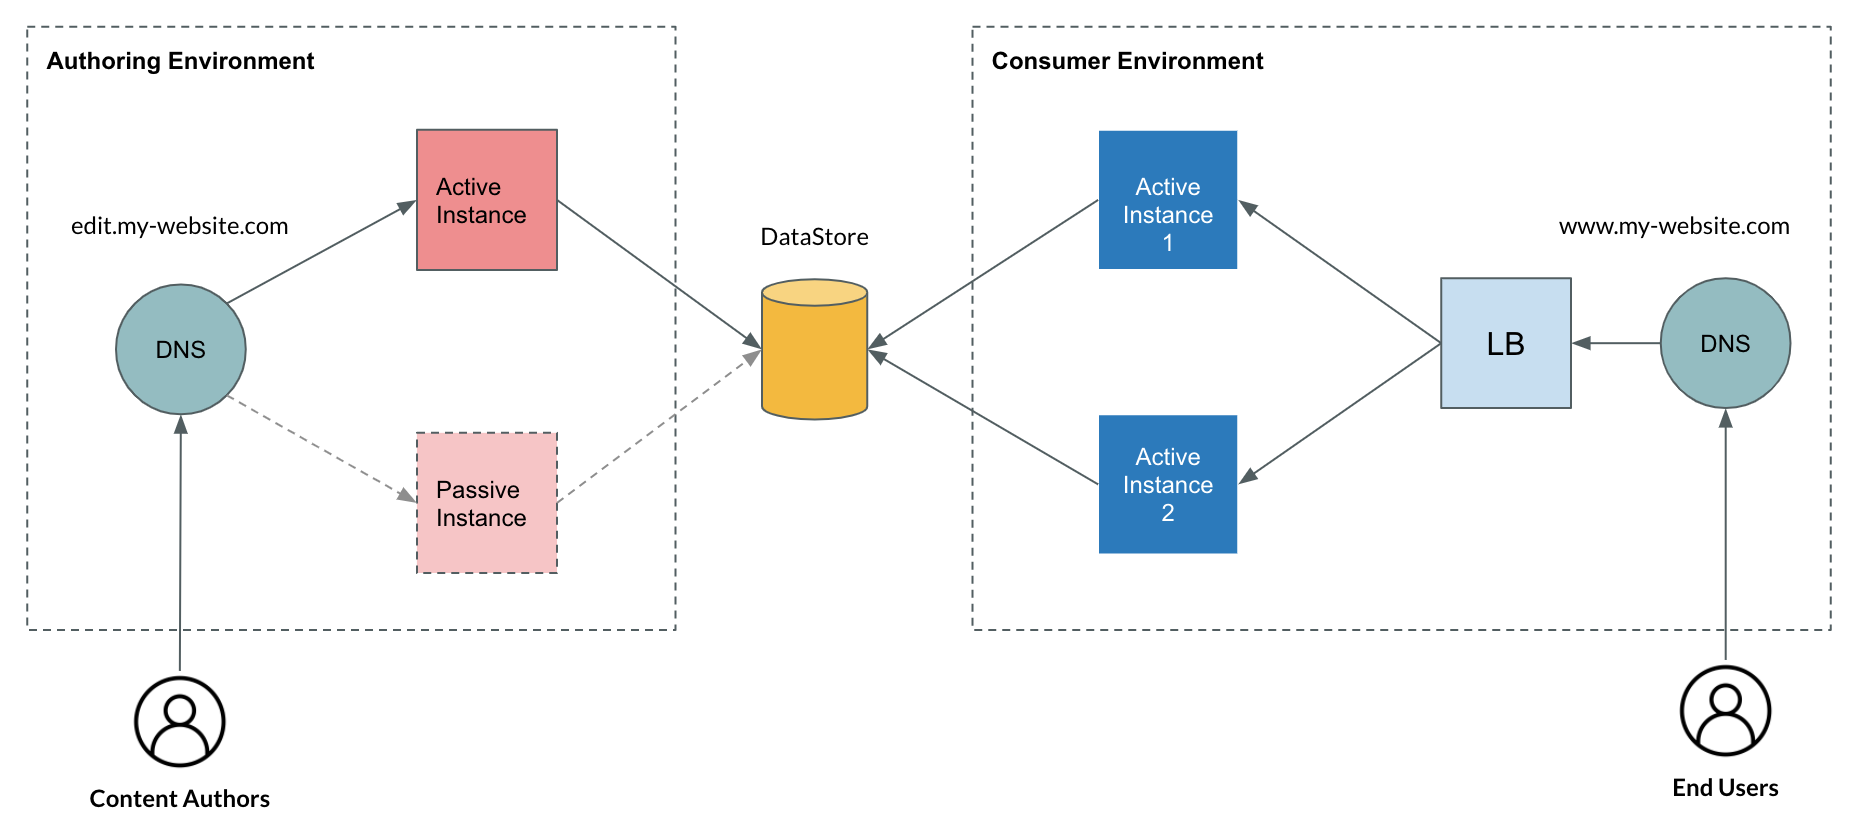 Authoring Environment
edit.my-website.com
DNS
Active
Instance
Passive
Instance
Content Authors
DataStore
Consumer Environment
Active
Instance
1
Active
Instance
2
LB
www.my-website.com
DNS
End Users